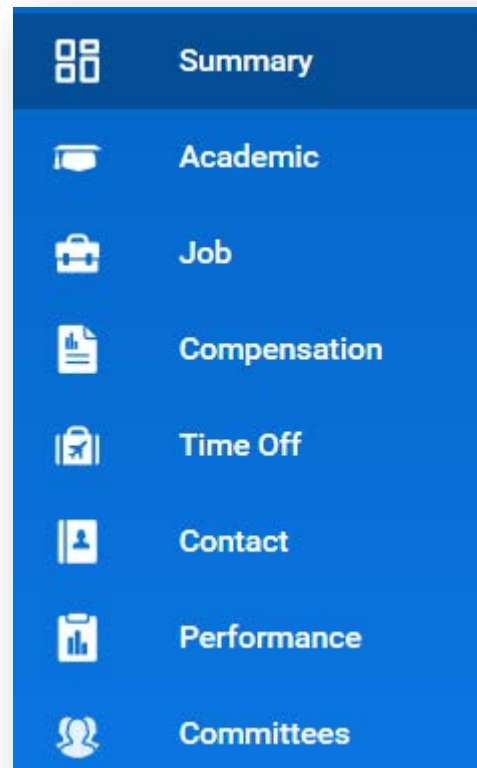 Summary
Academic
Job
Compensation
Time Off
Contact
Performance
Committees